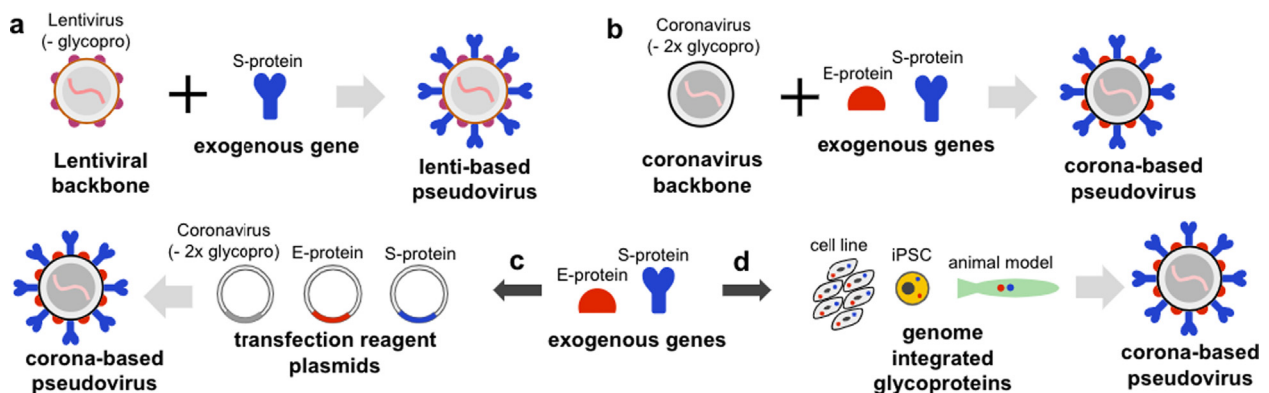 a
Lentivirus
(- glycopro)
S-protein
Lentiviral
backbone
exogenous gene
lenti-based
pseudovirus
b
Coronavirus
(- 2x glycopro)
E-protein
S-protein
coronavirus
backbone
exogenous genes
corona-based
pseudovirus
c
E-protein
S-protein
exogenous genes
Coronavirus
(- 2x glycopro)
E-protein
S-protein
transfection reagent
plasmids
corona-based
pseudovirus
d
cell line
iPSC
animal model
genome
integrated
glycoproteins
corona-based
pseudovirus